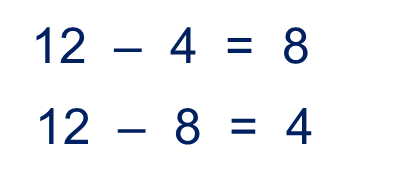 12 – 4 = 8
12 – 8 = 4